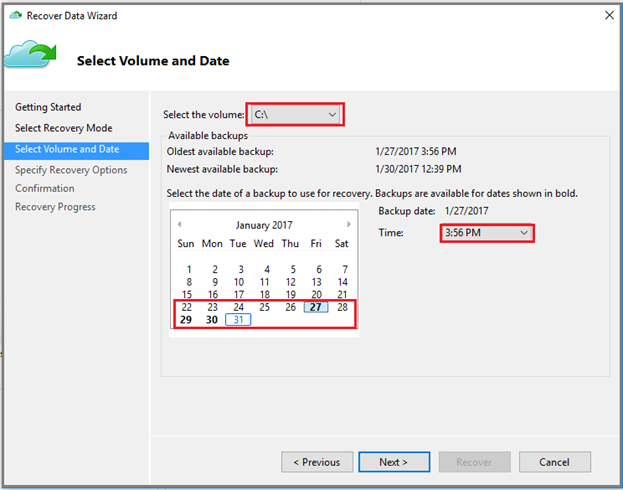 Recover Data Wizard
Select Volume and Date
Getting Started
Select Recovery Mode
Select Volume and Date
Specify Recovery Options
Confirmation
Recovery Progress
Select the volume: C:\
Available backups
Oldest available backup: 1/27/2017 3:56 PM
Newest available backup: 1/30/2017 12:39 PM
Select the date of a backup to use for recovery. Backups are available for dates shown in bold.
Backup date: 1/27/2017
Time: 3:56 PM
January 2017
Sun Mon Tue Wed Thu Fri Sat
1 2 3 4 5 6 7
8 9 10 11 12 13 14
15 16 17 18 19 20 21
22 23 24 25 26 27 28
29 30 31
< Previous Next > Recover Cancel